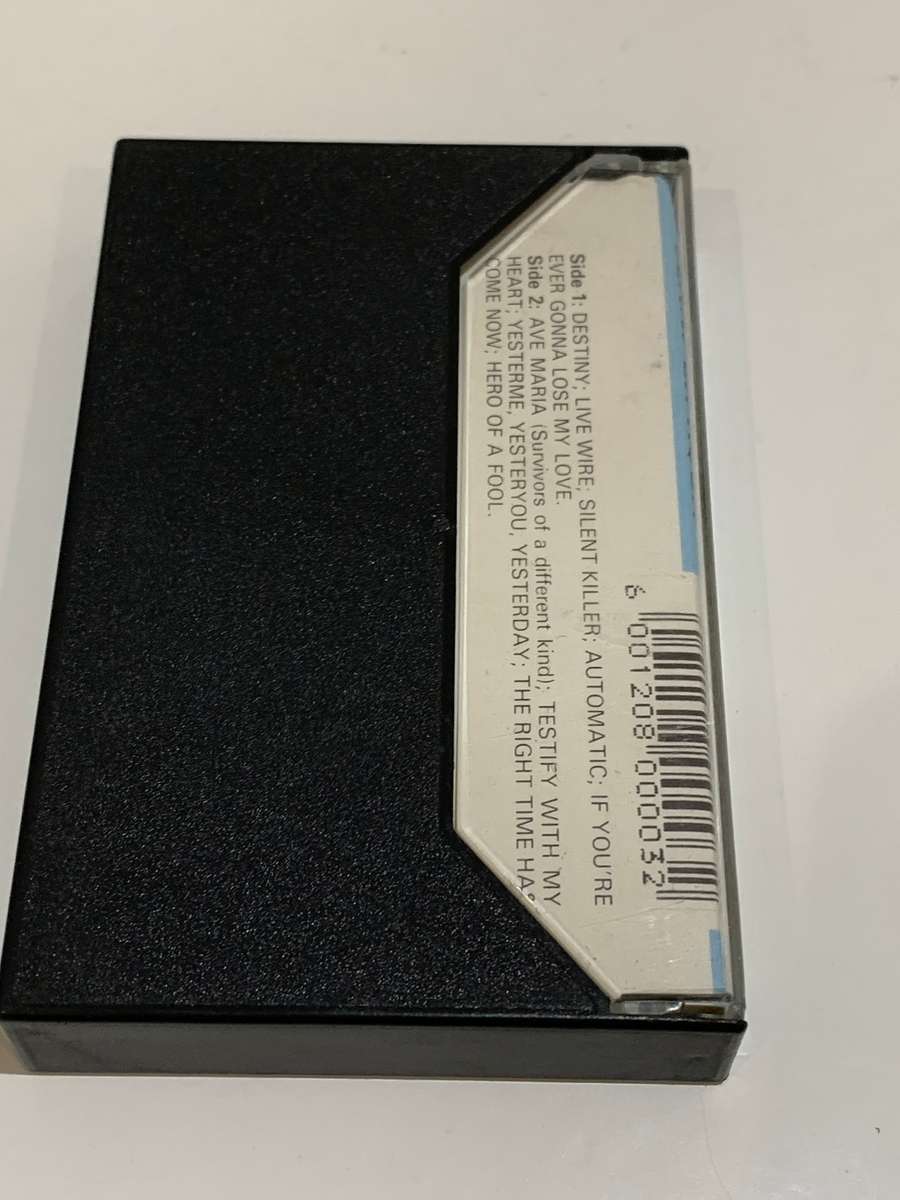 Side 1: DESTINY; LIVE WIRE; SILENT KILLER; AUTOMATIC; IF YOU'RE
EVER GONNA LOSE MY LOVE.
Side 2: AVE MARIA (Survivors of a different kind); TESTIFY WITH MY
HEART; YESTERME, YESTERYOU, YESTERDAY; THE RIGHT TIME HAS
COME NOW; HERO OF A FOOL.
6 001208 000032